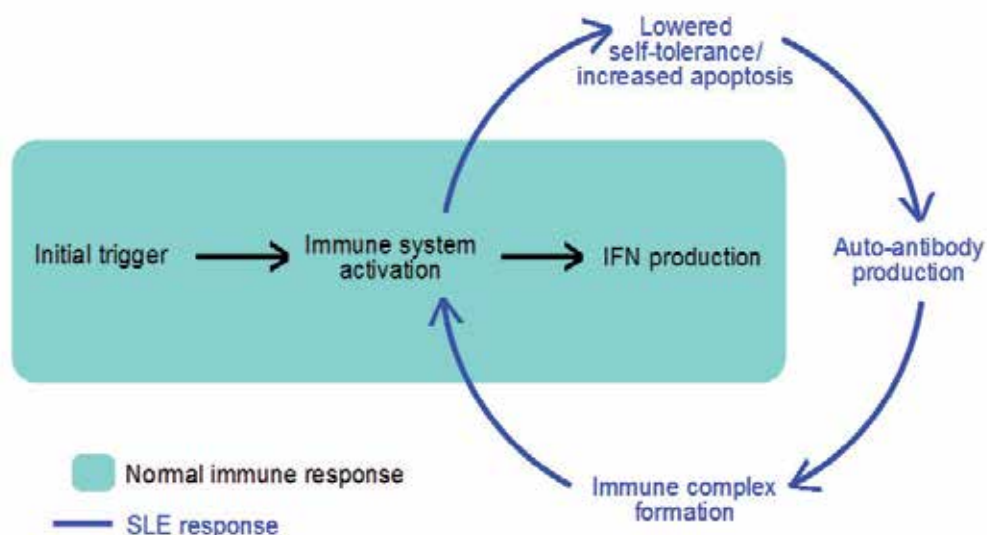 Lowered
self-tolerance/
increased apoptosis
Initial trigger
Immune system
activation
IFN production
Auto-antibody
production
Immune complex
formation
Normal immune response
SLE response